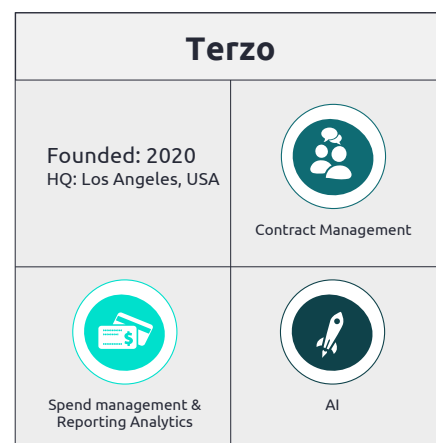 Terzo
Founded: 2020
HQ: Los Angeles, USA
Contract Management
$
Spend management &
Reporting Analytics
AI